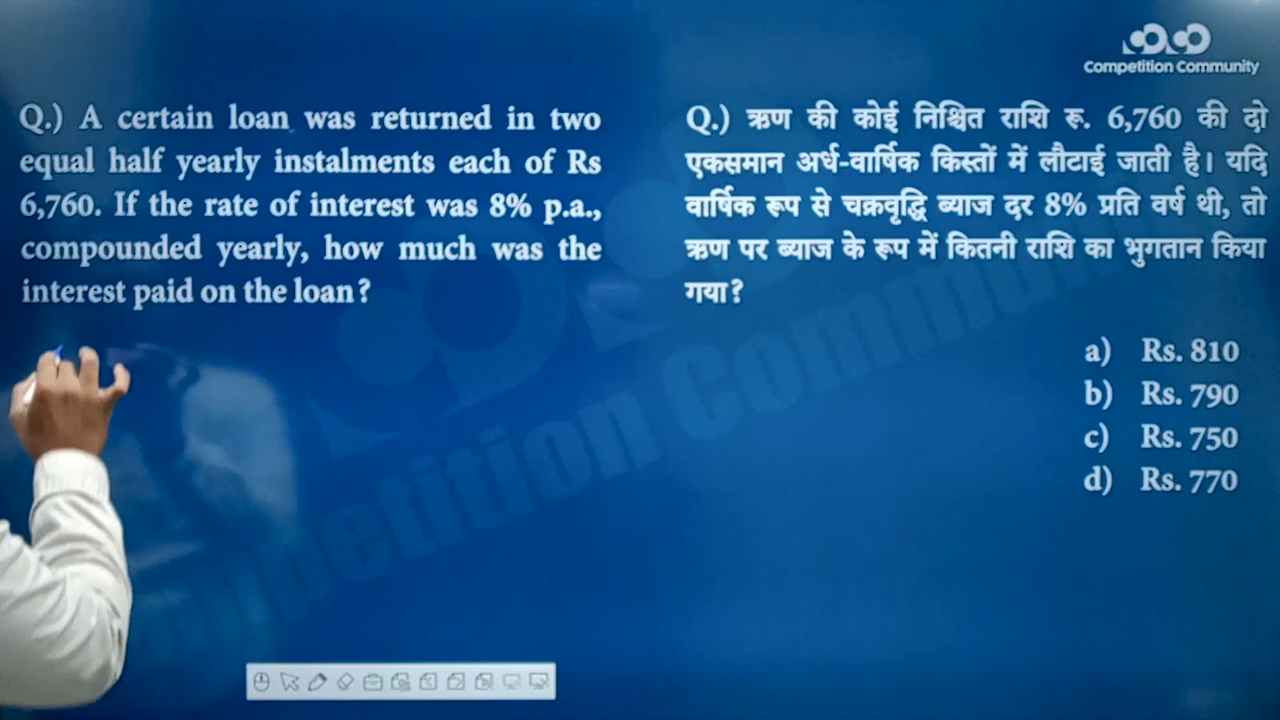 Competition Community
Q.) A certain loan was returned in two
equal half yearly instalments each of Rs
6,760. If the rate of interest was 8% p.a.,
compounded yearly, how much was the
interest paid on the loan?
Q.) ऋण की कोई निश्चित राशि रू. 6,760 की दो
एकसमान अर्ध-वार्षिक किस्तों में लौटाई जाती है। यदि
वार्षिक रूप से चक्रवृद्धि ब्याज दर 8% प्रति वर्ष थी, तो
ऋण पर ब्याज के रूप में कितनी राशि का भुगतान किया
गया?
a) Rs. 810
b) Rs. 790
c) Rs. 750
d) Rs. 770
Competition Community